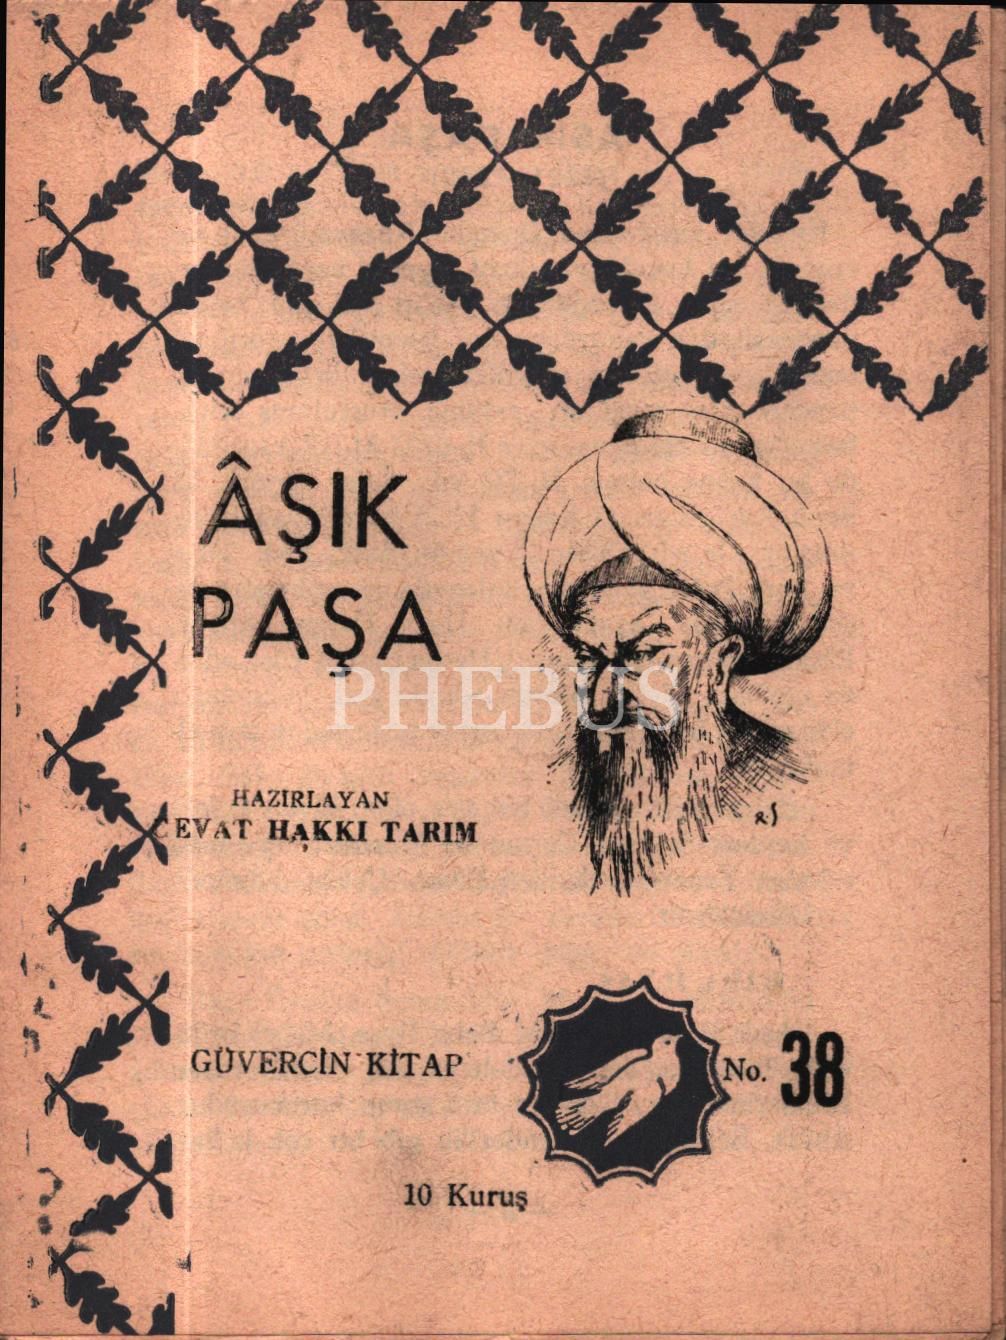 ÂŞIK
PAŞA
PHEBUS
HAZIRLAYAN
CEVAT HAKKI TARIM
R.S
GÜVERCİN KİTAP
No. 38
10 Kuruş